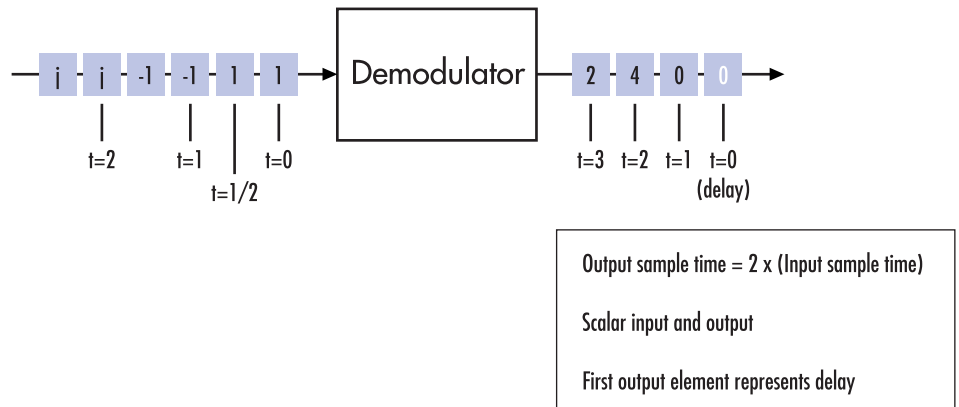 j j -1 -1 1 1 Demodulator 2 4 0 0
t=2 t=1 t=0 t=3 t=2 t=1 t=0
t=1/2 (delay)
Output sample time = 2 x (Input sample time)
Scalar input and output
First output element represents delay